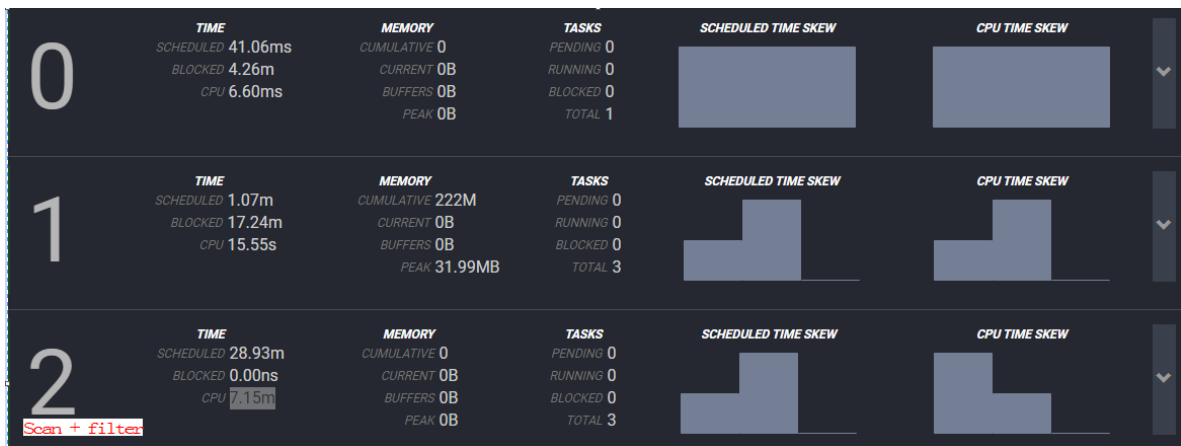 0
TIME
SCHEDULED 41.06ms
BLOCKED 4.26m
CPU 6.60ms
MEMORY
CUMULATIVE 0
CURRENT 0B
BUFFERS 0B
PEAK 0B
TASKS
PENDING 0
RUNNING 0
BLOCKED 0
TOTAL 1
SCHEDULED TIME SKEW
CPU TIME SKEW
1
TIME
SCHEDULED 1.07m
BLOCKED 17.24m
CPU 15.55s
MEMORY
CUMULATIVE 222M
CURRENT 0B
BUFFERS 0B
PEAK 31.99MB
TASKS
PENDING 0
RUNNING 0
BLOCKED 0
TOTAL 3
SCHEDULED TIME SKEW
CPU TIME SKEW
2
Scan + filter
TIME
SCHEDULED 28.93m
BLOCKED 0.00ns
CPU 7.15m
MEMORY
CUMULATIVE 0
CURRENT 0B
BUFFERS 0B
PEAK 0B
TASKS
PENDING 0
RUNNING 0
BLOCKED 0
TOTAL 3
SCHEDULED TIME SKEW
CPU TIME SKEW